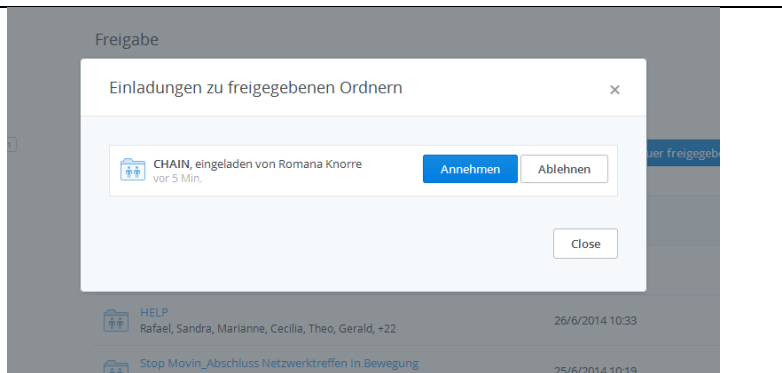 Freigabe
Einladungen zu freigegebenen Ordnern
×
CHAIN, eingeladen von Romana Knorre
vor 5 Min.
Annehmen
Ablehnen
Close
HELP
Rafael, Sandra, Marianne, Cecilia, Theo, Gerald, +22
26/6/2014 10:33
Stop Movin_Abschluss Netzwerktreffen In.Bewegung
25/6/2014 10:19